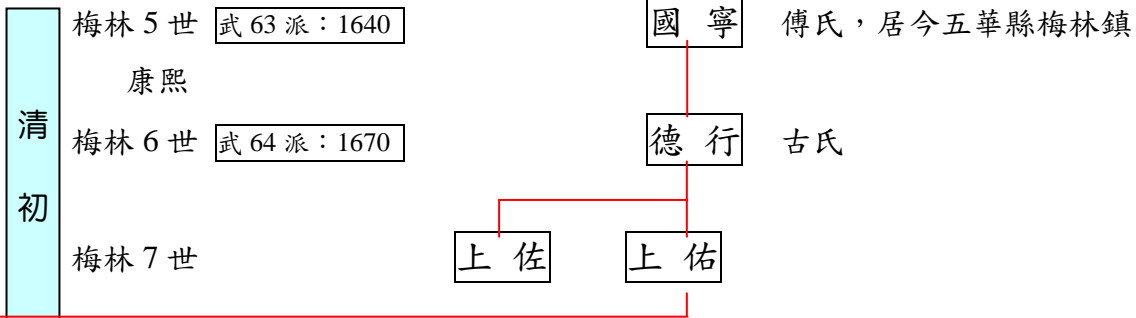 清初
梅林 5 世 武 63 派：1640 國寧 傅氏，居今五華縣梅林鎮
康熙
梅林 6 世 武 64 派：1670 德行 古氏
梅林 7 世 上佐 上佑